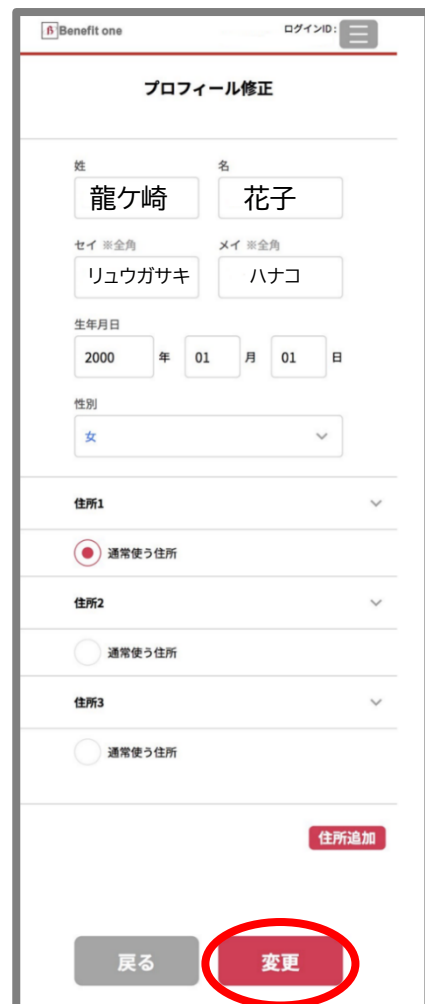 Benefit one ログインID:
プロフィール修正
姓 名
龍ケ崎 花子
セイ ※全角 メイ ※全角
リュウガサキ ハナコ
生年月日
2000 年 01 月 01 日
性別
女
住所1
通常使う住所
住所2
通常使う住所
住所3
通常使う住所
住所追加
戻る 変更